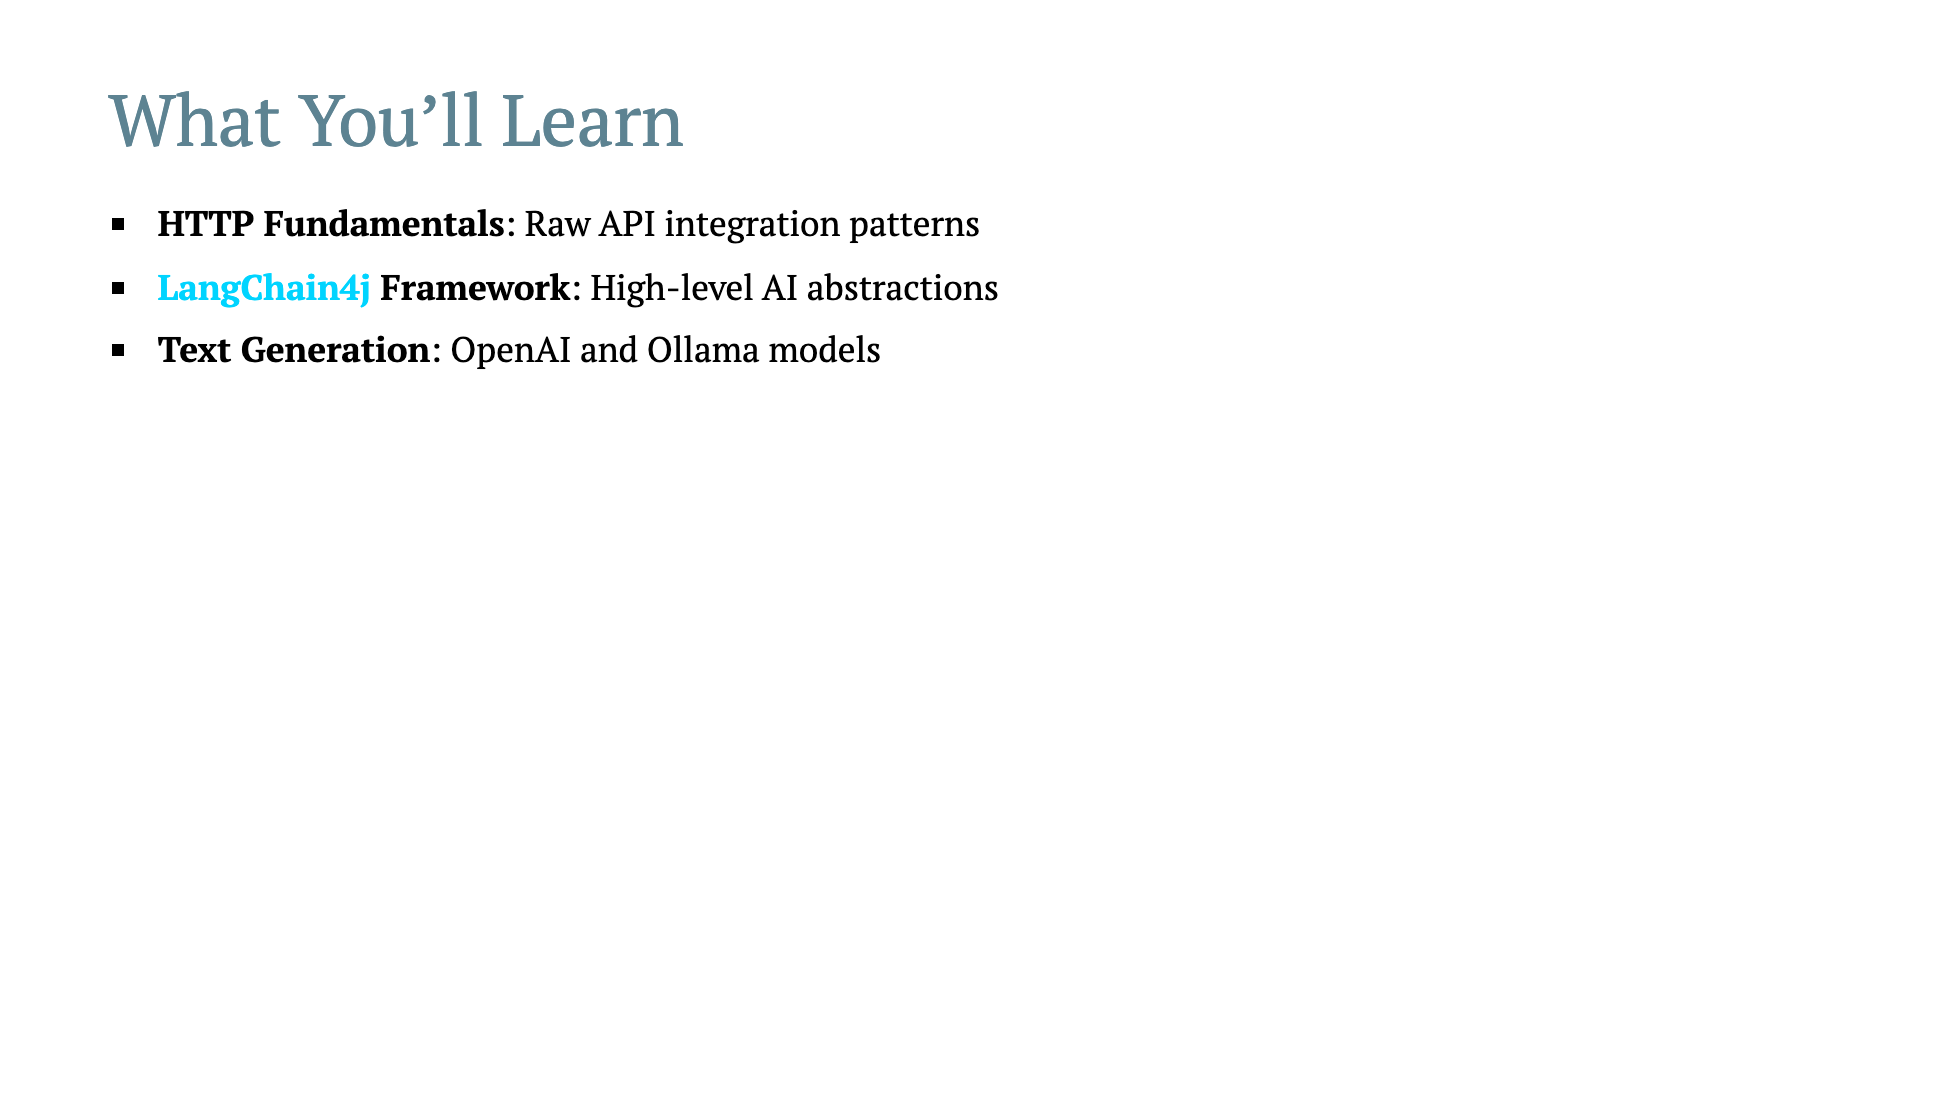 What You’ll Learn
▪ HTTP Fundamentals: Raw API integration patterns
▪ LangChain4j Framework: High-level AI abstractions
▪ Text Generation: OpenAI and Ollama models